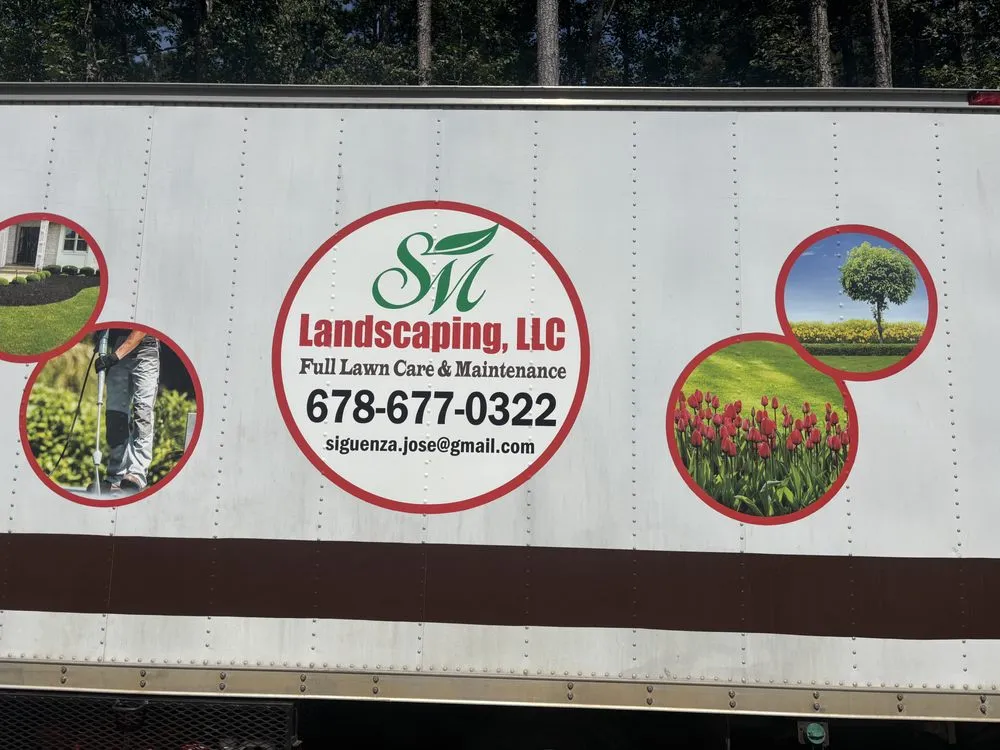 SM
Landscaping, LLC
Full Lawn Care & Maintenance
678-677-0322
siguenza.jose@gmail.com